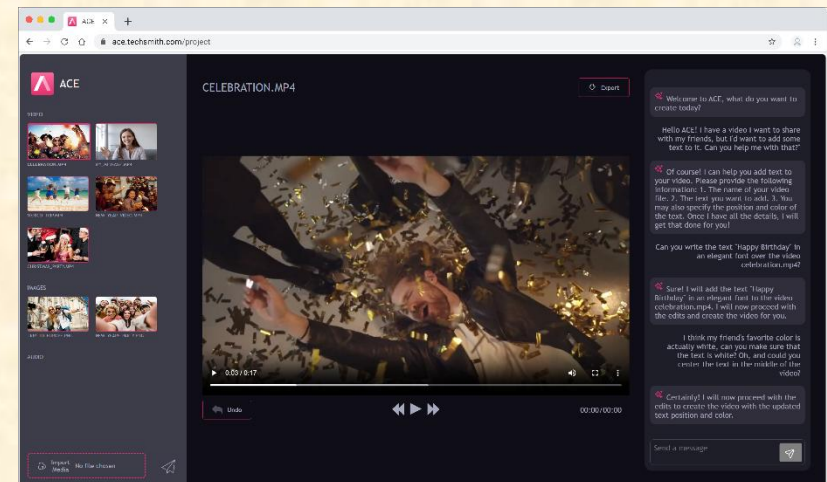 ACE
ace.techsmith.com/project
ACE
VIDEO
CELEBRATION.MP4
CHRISTMAS_PARTY.MP4
IMAGES
AUDIO
Import
Media
No file chosen
CELEBRATION.MP4
Export
0:03 / 0:17
Undo
00:00/00:00
Welcome to ACE, what do you want to
create today?
Hello ACE! I have a video I want to share
with my friends, but I'd want to add some
text to it. Can you help me with that?"
Of course! I can help you add text to
your video. Please provide the following
information: 1. The name of your video
file. 2. The text you want to add. 3. You
may also specify the position and color of
the text. Once I have all the details, I will
get that done for you!
Can you write the text "Happy Birthday" in
an elegant font over the video
celebration.mp4?
Sure! I will add the text "Happy
Birthday" in an elegant font to the video
celebration.mp4. I will now proceed with
the edits and create the video for you.
I think my friend's favorite color is
actually white, can you make sure that
the text is white? Oh, and could you
center the text in the middle of the
video?
Certainly! I will now proceed with the
edits to create the video with the updated
text position and color.
Send a message